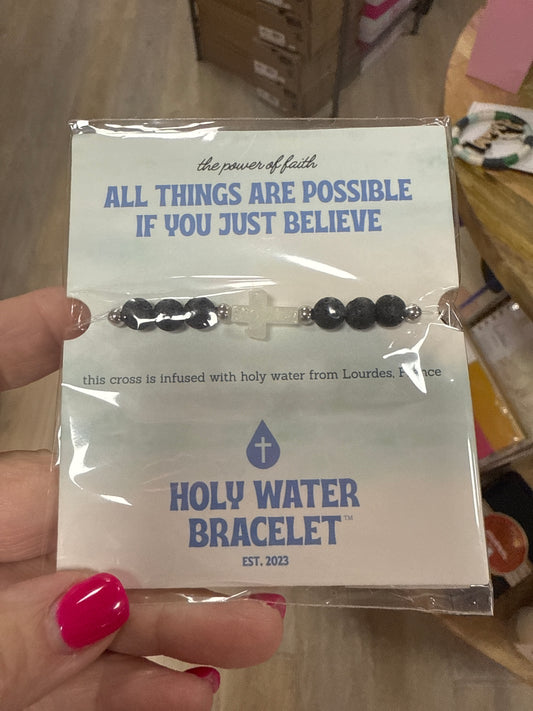 the power of faith
ALL THINGS ARE POSSIBLE
IF YOU JUST BELIEVE
this cross is infused with holy water from Lourdes, France
HOLY WATER
BRACELET™
EST. 2023